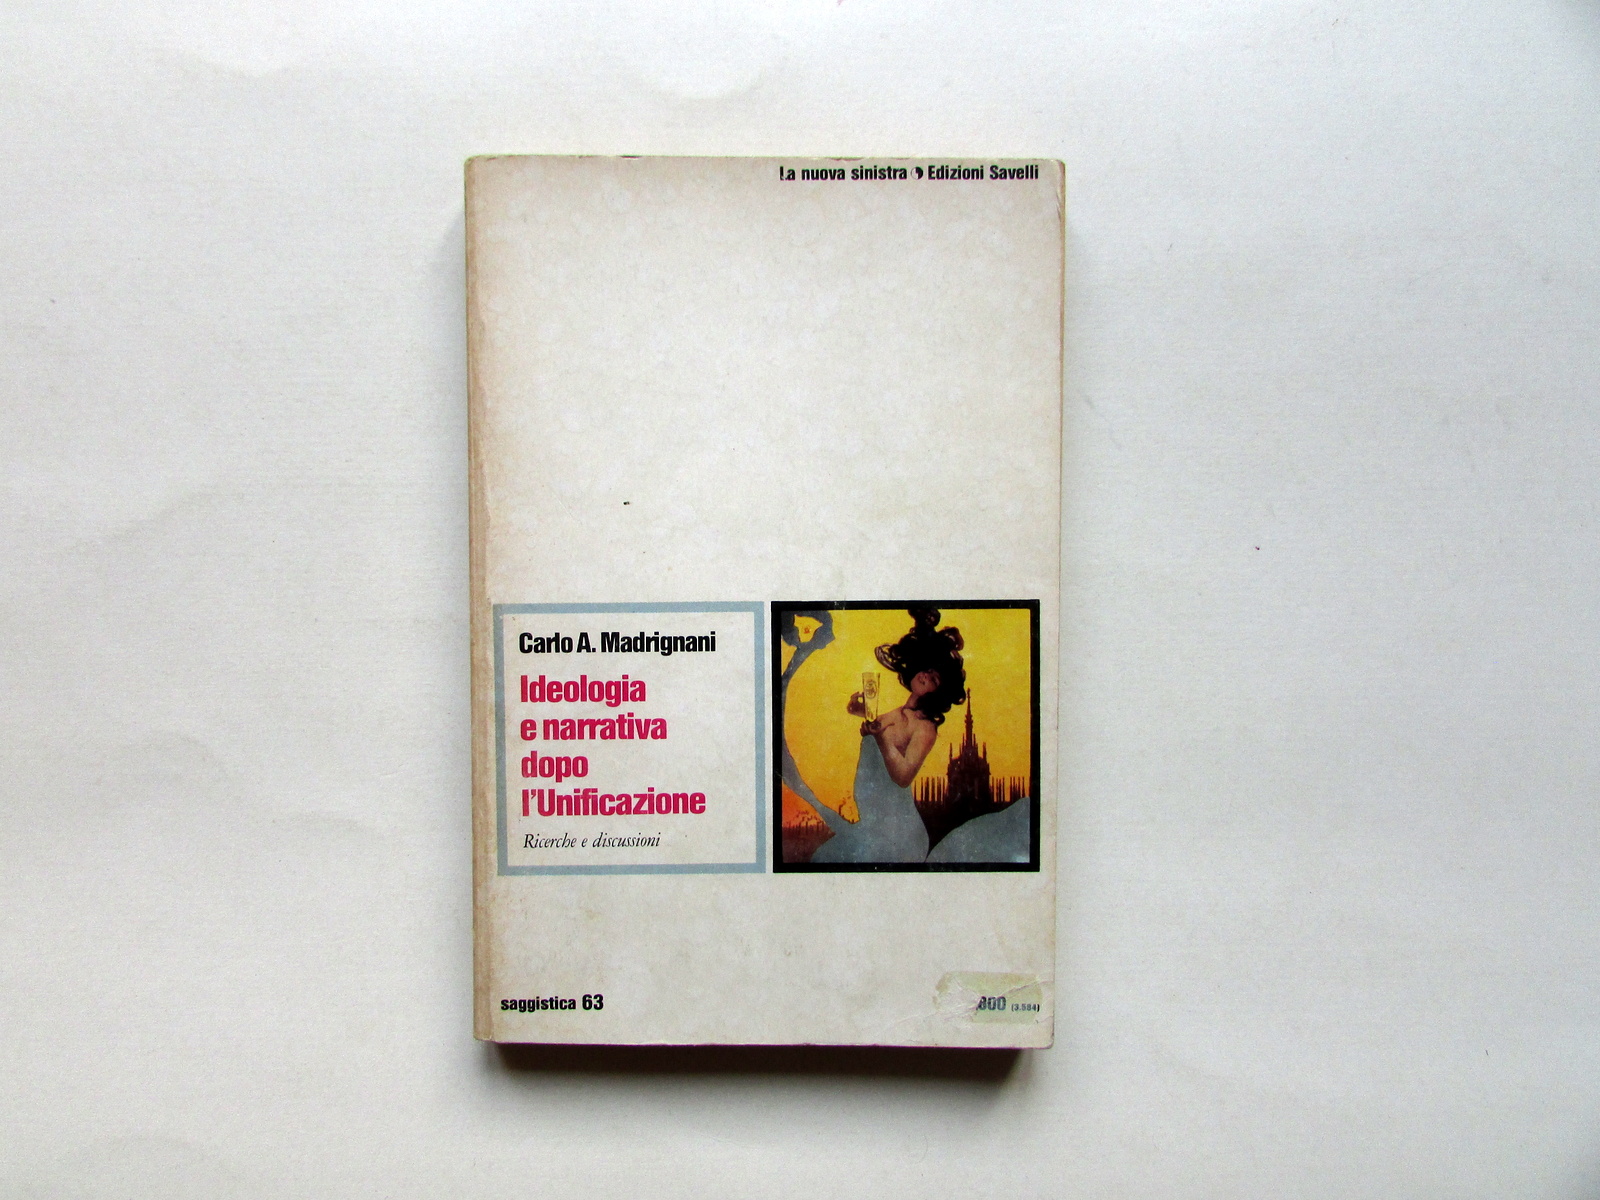 La nuova sinistra Edizioni Savelli
Carlo A. Madrignani
Ideologia
e narrativa
dopo
l'Unificazione
Ricerche e discussioni
saggistica 63
800 (3.584)